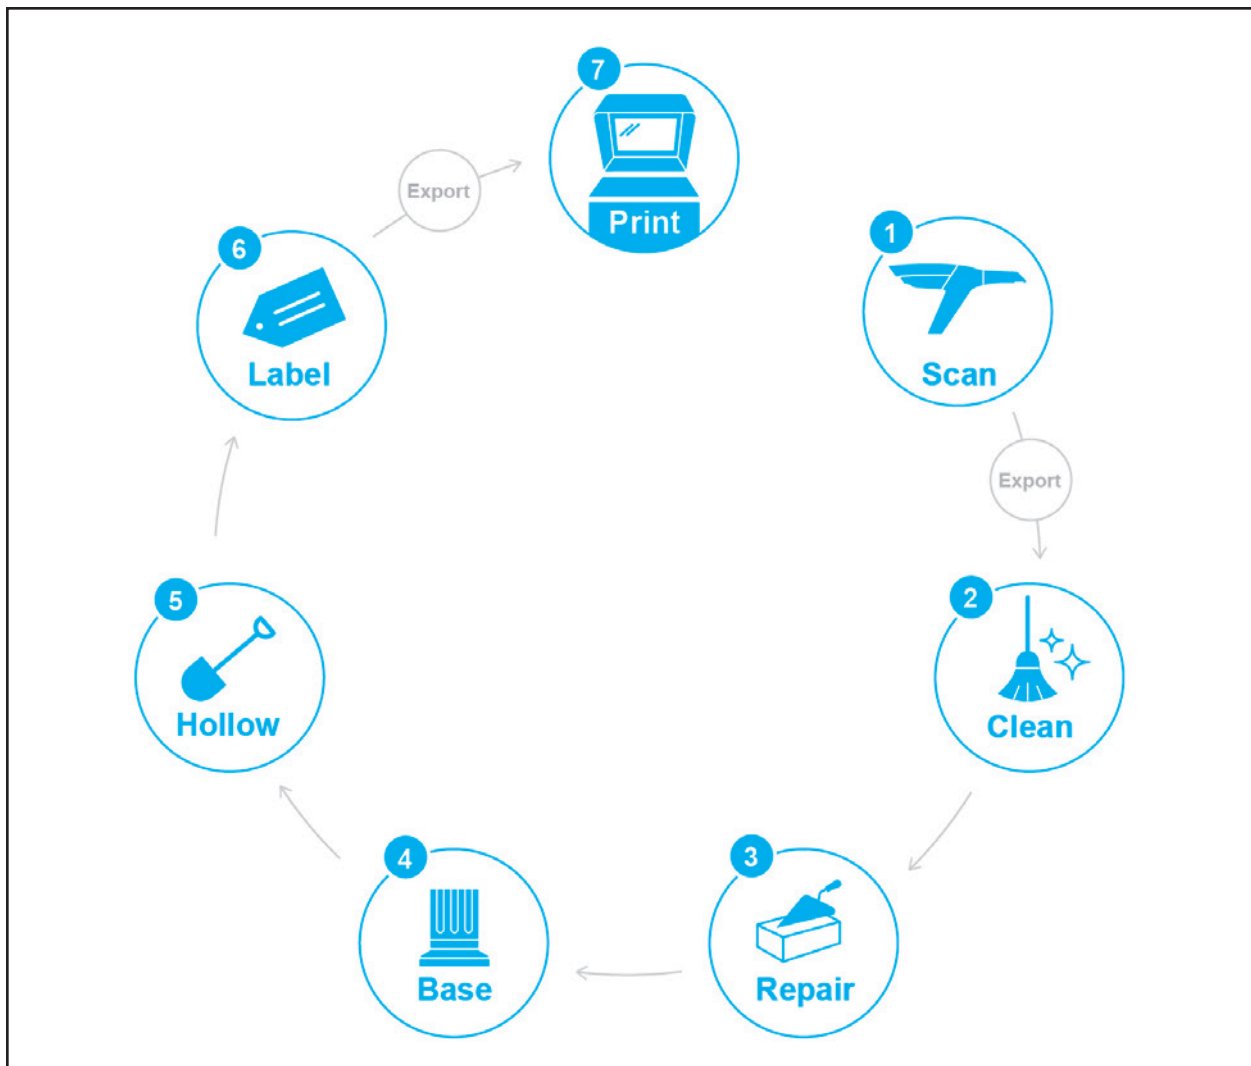 7
Print
1
Scan
Export
2
Clean
3
Repair
4
Base
5
Hollow
6
Label
Export